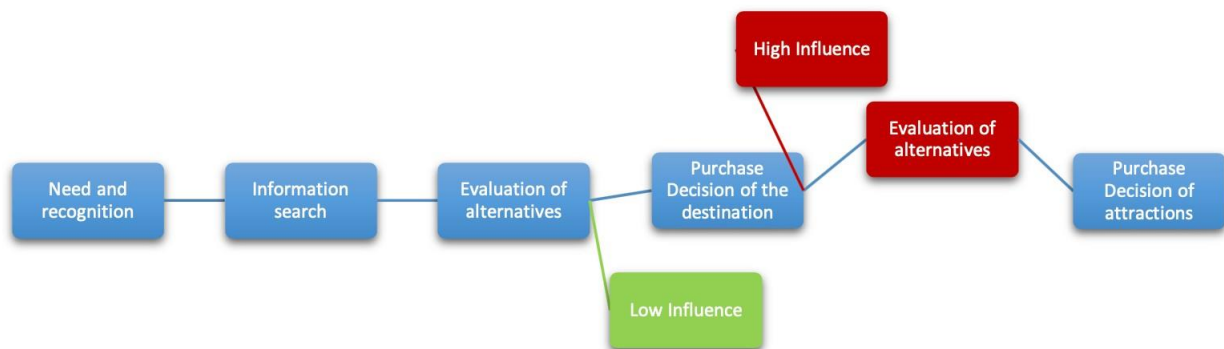 Need and
recognition
Information
search
Evaluation of
alternatives
Low Influence
Purchase
Decision of the
destination
High Influence
Evaluation of
alternatives
Purchase
Decision of
attractions